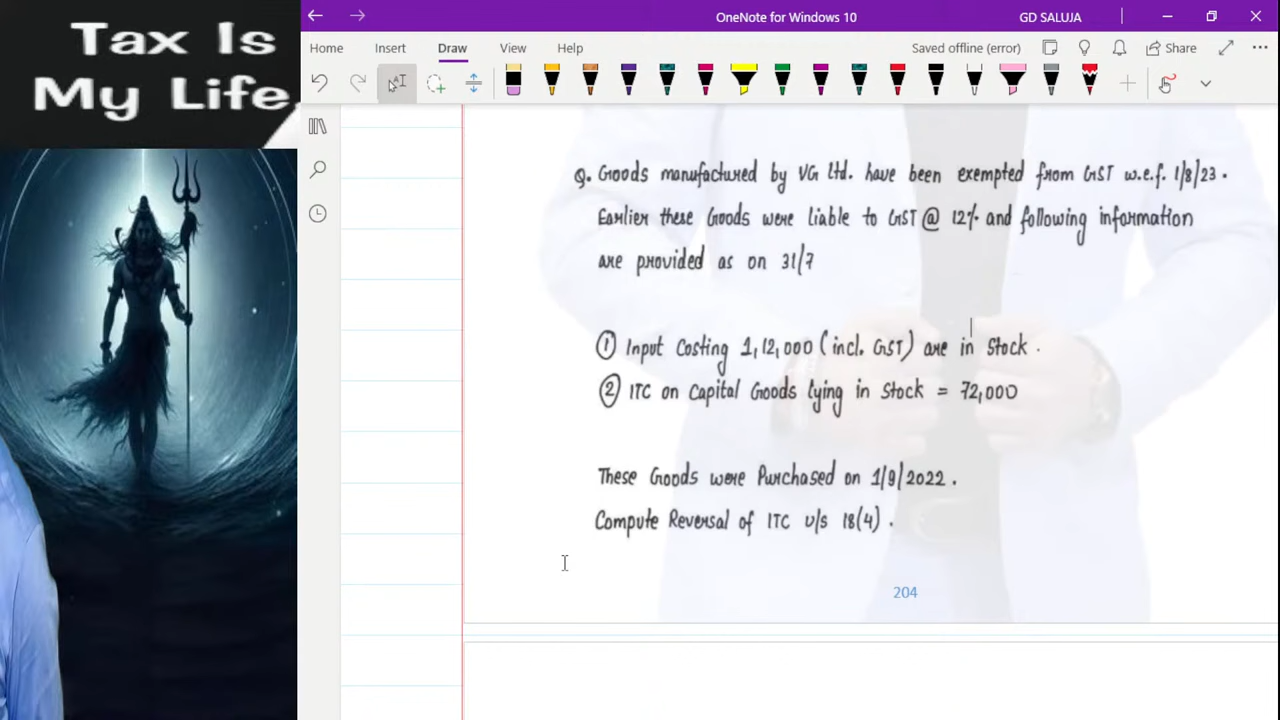 Tax Is
My Life
OneNote for Windows 10
GD SALUJA
Home Insert Draw View Help
Saved offline (error)
Share
Q. Goods manufactured by VG Ltd. have been exempted from GST w.e.f. 1/8/23.
Earlier these Goods were liable to GST @ 12% and following information
are provided as on 31/7
① Input Costing 1,12,000 (incl. GST) are in Stock.
② ITC on Capital Goods lying in Stock = 72,000
These Goods were Purchased on 1/9/2022.
Compute Reversal of ITC u/s 18(4).
204